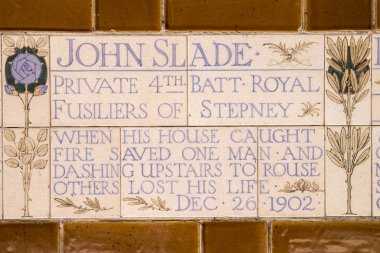 JOHN SLADE
PRIVATE 4TH BATT ROYAL
FUSILIERS OF STEPNEY
WHEN HIS HOUSE CAUGHT
FIRE SAVED ONE MAN AND
DASHING UPSTAIRS TO ROUSE
OTHERS LOST HIS LIFE
DEC 26 1902